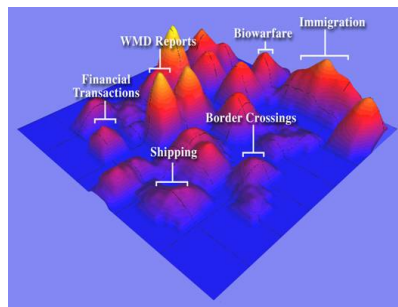 Immigration
Biowarfare
WMD Reports
Financial
Transactions
Border Crossings
Shipping